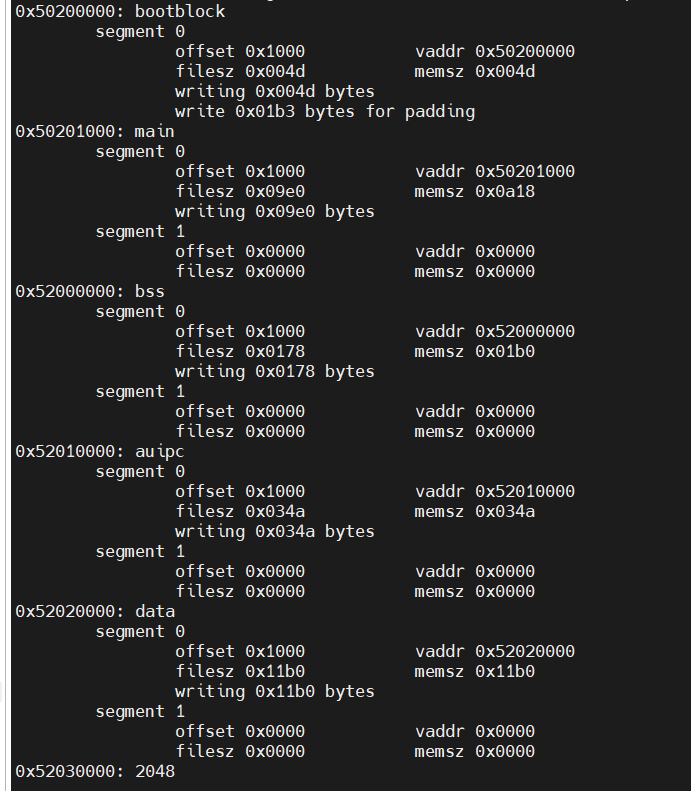 0x50200000: bootblock
segment 0
offset 0x1000 vaddr 0x50200000
filesz 0x004d memsz 0x004d
writing 0x004d bytes
write 0x01b3 bytes for padding
0x50201000: main
segment 0
offset 0x1000 vaddr 0x50201000
filesz 0x09e0 memsz 0x0a18
writing 0x09e0 bytes
segment 1
offset 0x0000 vaddr 0x0000
filesz 0x0000 memsz 0x0000
0x52000000: bss
segment 0
offset 0x1000 vaddr 0x52000000
filesz 0x0178 memsz 0x01b0
writing 0x0178 bytes
segment 1
offset 0x0000 vaddr 0x0000
filesz 0x0000 memsz 0x0000
0x52010000: auipc
segment 0
offset 0x1000 vaddr 0x52010000
filesz 0x034a memsz 0x034a
writing 0x034a bytes
segment 1
offset 0x0000 vaddr 0x0000
filesz 0x0000 memsz 0x0000
0x52020000: data
segment 0
offset 0x1000 vaddr 0x52020000
filesz 0x11b0 memsz 0x11b0
writing 0x11b0 bytes
segment 1
offset 0x0000 vaddr 0x0000
filesz 0x0000 memsz 0x0000
0x52030000: 2048